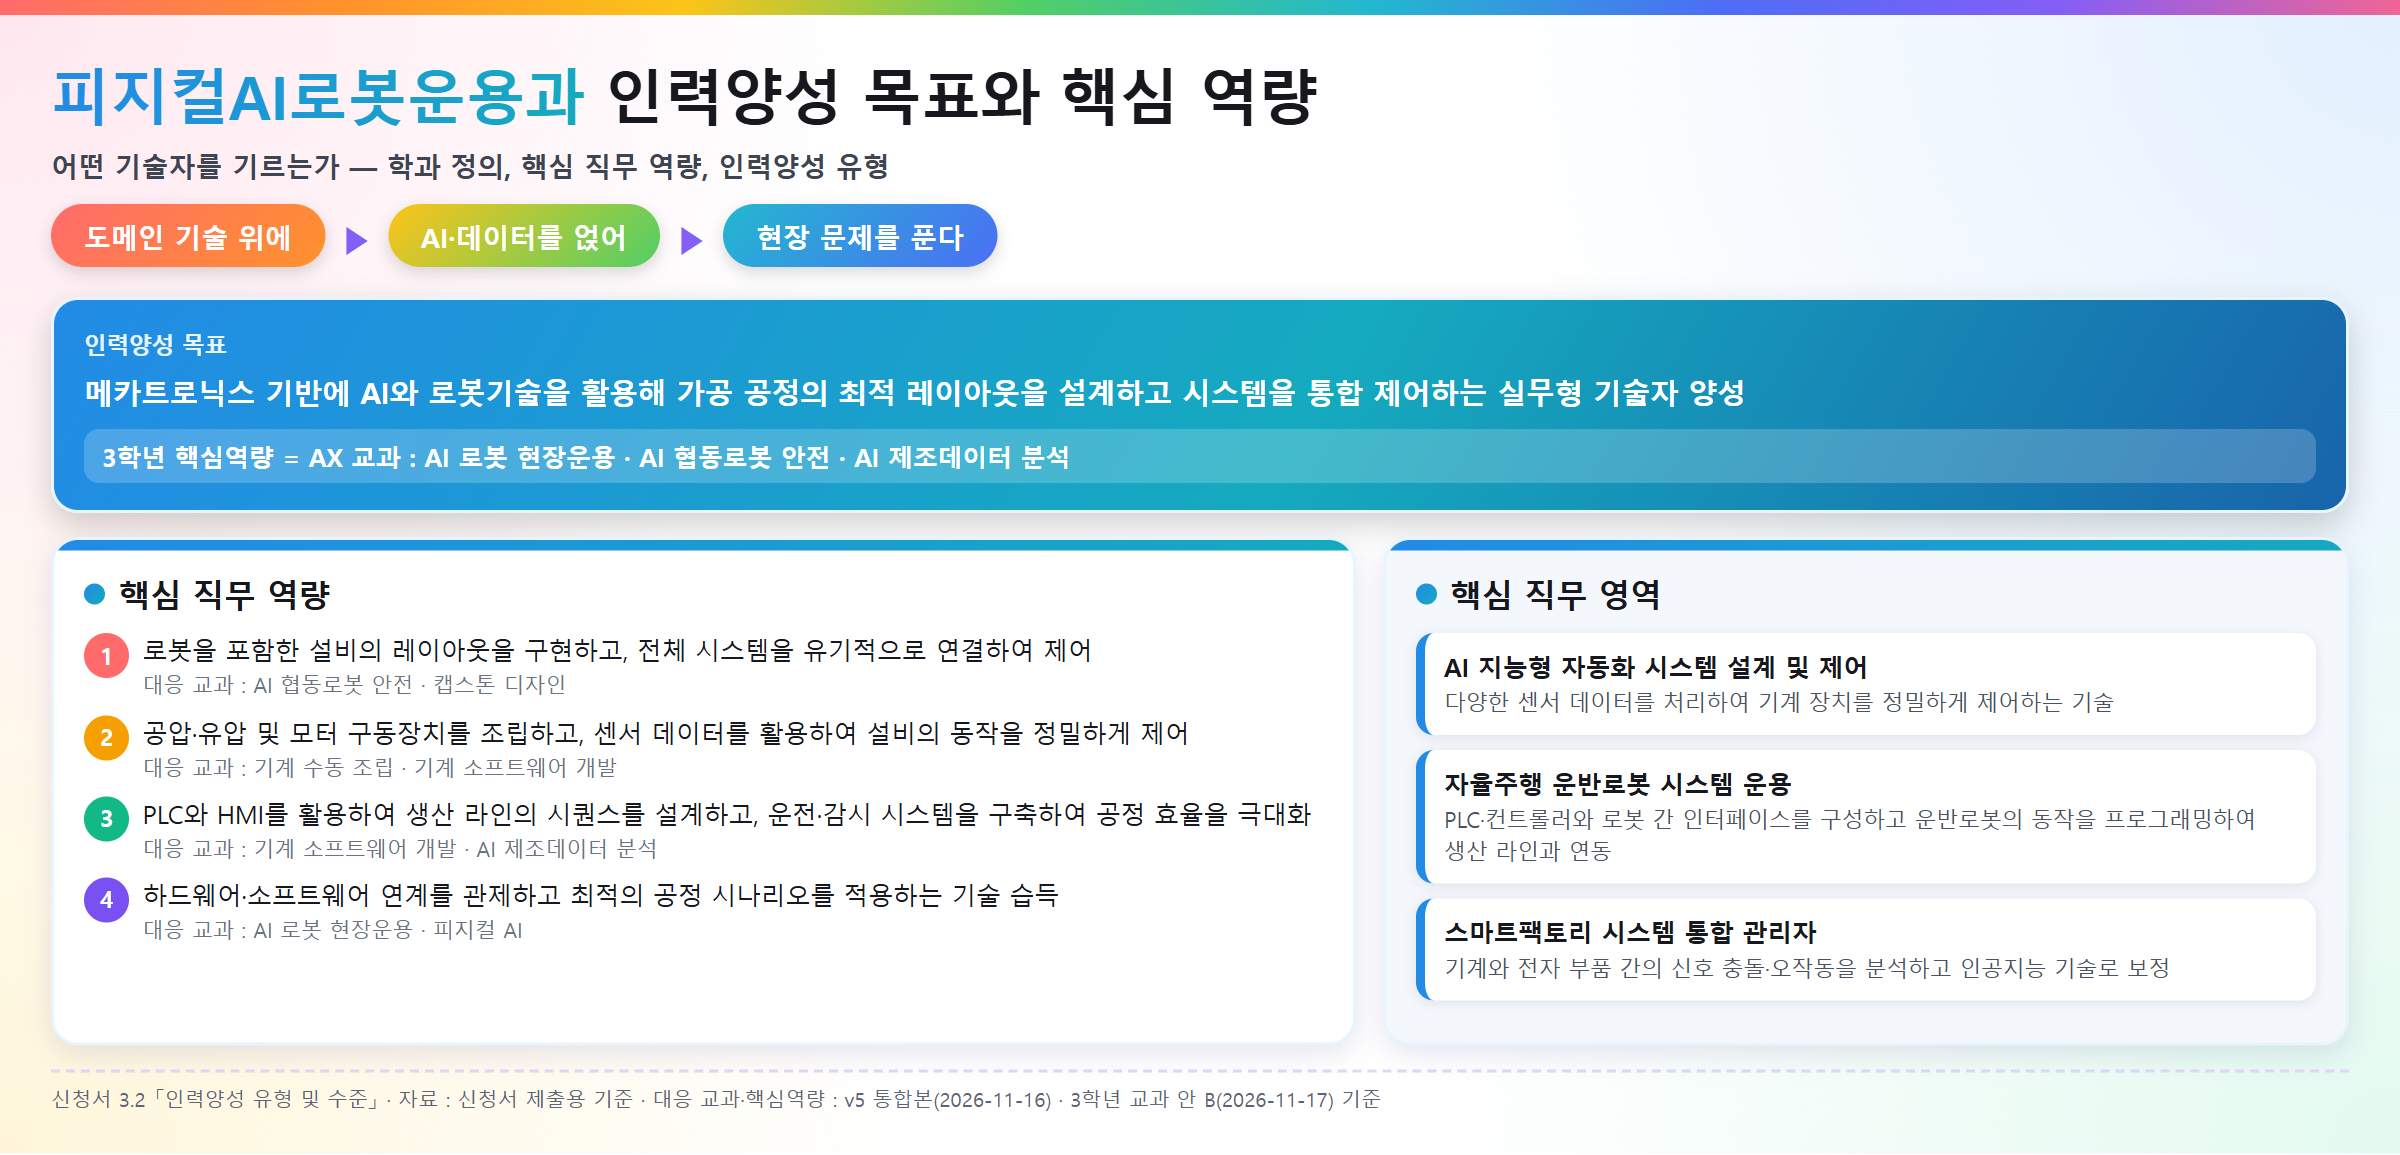 피지컬AI로봇운용과 인력양성 목표와 핵심 역량
어떤 기술자를 기르는가 — 학과 정의, 핵심 직무 역량, 인력양성 유형
도메인 기술 위에
AI·데이터를 얹어
현장 문제를 푼다
인력양성 목표
메카트로닉스 기반에 AI와 로봇기술을 활용해 가공 공정의 최적 레이아웃을 설계하고 시스템을 통합 제어하는 실무형 기술자 양성
3학년 핵심역량 = AX 교과 : AI 로봇 현장운용 · AI 협동로봇 안전 · AI 제조데이터 분석
핵심 직무 역량
1 로봇을 포함한 설비의 레이아웃을 구현하고, 전체 시스템을 유기적으로 연결하여 제어
대응 교과 : AI 협동로봇 안전 · 캡스톤 디자인
2 공압·유압 및 모터 구동장치를 조립하고, 센서 데이터를 활용하여 설비의 동작을 정밀하게 제어
대응 교과 : 기계 수동 조립 · 기계 소프트웨어 개발
3 PLC와 HMI를 활용하여 생산 라인의 시퀀스를 설계하고, 운전·감시 시스템을 구축하여 공정 효율을 극대화
대응 교과 : 기계 소프트웨어 개발 · AI 제조데이터 분석
4 하드웨어·소프트웨어 연계를 관제하고 최적의 공정 시나리오를 적용하는 기술 습득
대응 교과 : AI 로봇 현장운용 · 피지컬 AI
핵심 직무 영역
AI 지능형 자동화 시스템 설계 및 제어
다양한 센서 데이터를 처리하여 기계 장치를 정밀하게 제어하는 기술
자율주행 운반로봇 시스템 운용
PLC·컨트롤러와 로봇 간 인터페이스를 구성하고 운반로봇의 동작을 프로그래밍하여
생산 라인과 연동
스마트팩토리 시스템 통합 관리자
기계와 전자 부품 간의 신호 충돌·오작동을 분석하고 인공지능 기술로 보정
신청서 3.2 「인력양성 유형 및 수준」 · 자료 : 신청서 제출용 기준 · 대응 교과·핵심역량 : v5 통합본(2026-11-16) · 3학년 교과 안 B(2026-11-17) 기준